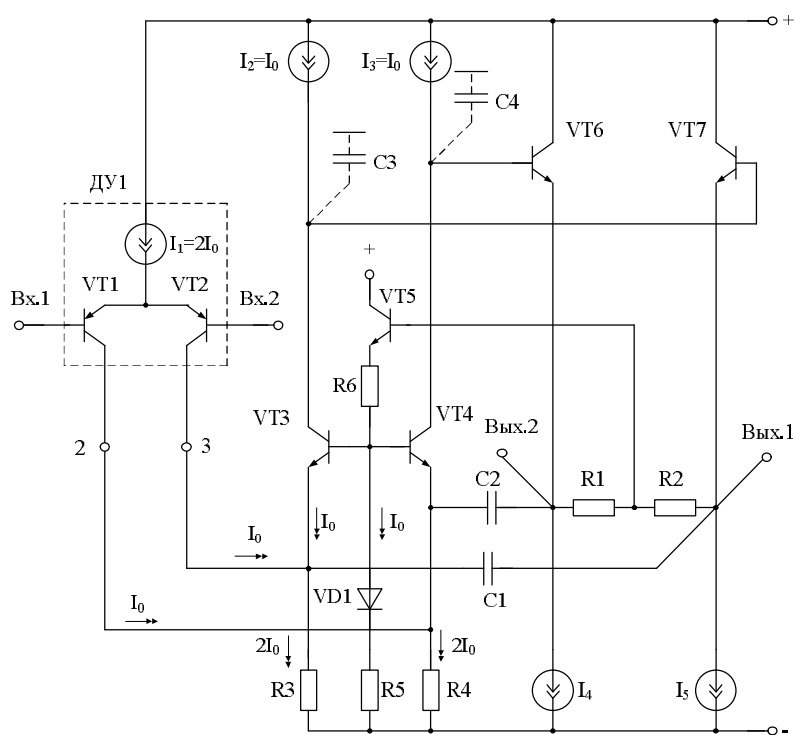 +
I₂=I₀
I₃=I₀
C4
C3
VT6
VT7
ДУ1
I₁=2I₀
VT1
VT2
Вх.1
Вх.2
+
VT5
R6
VT3
VT4
2
3
Вых.2
Вых.1
C2
R1
R2
I₀
I₀
I₀
C1
VD1
I₀
2I₀
2I₀
R3
R5
R4
I₄
I₅
-